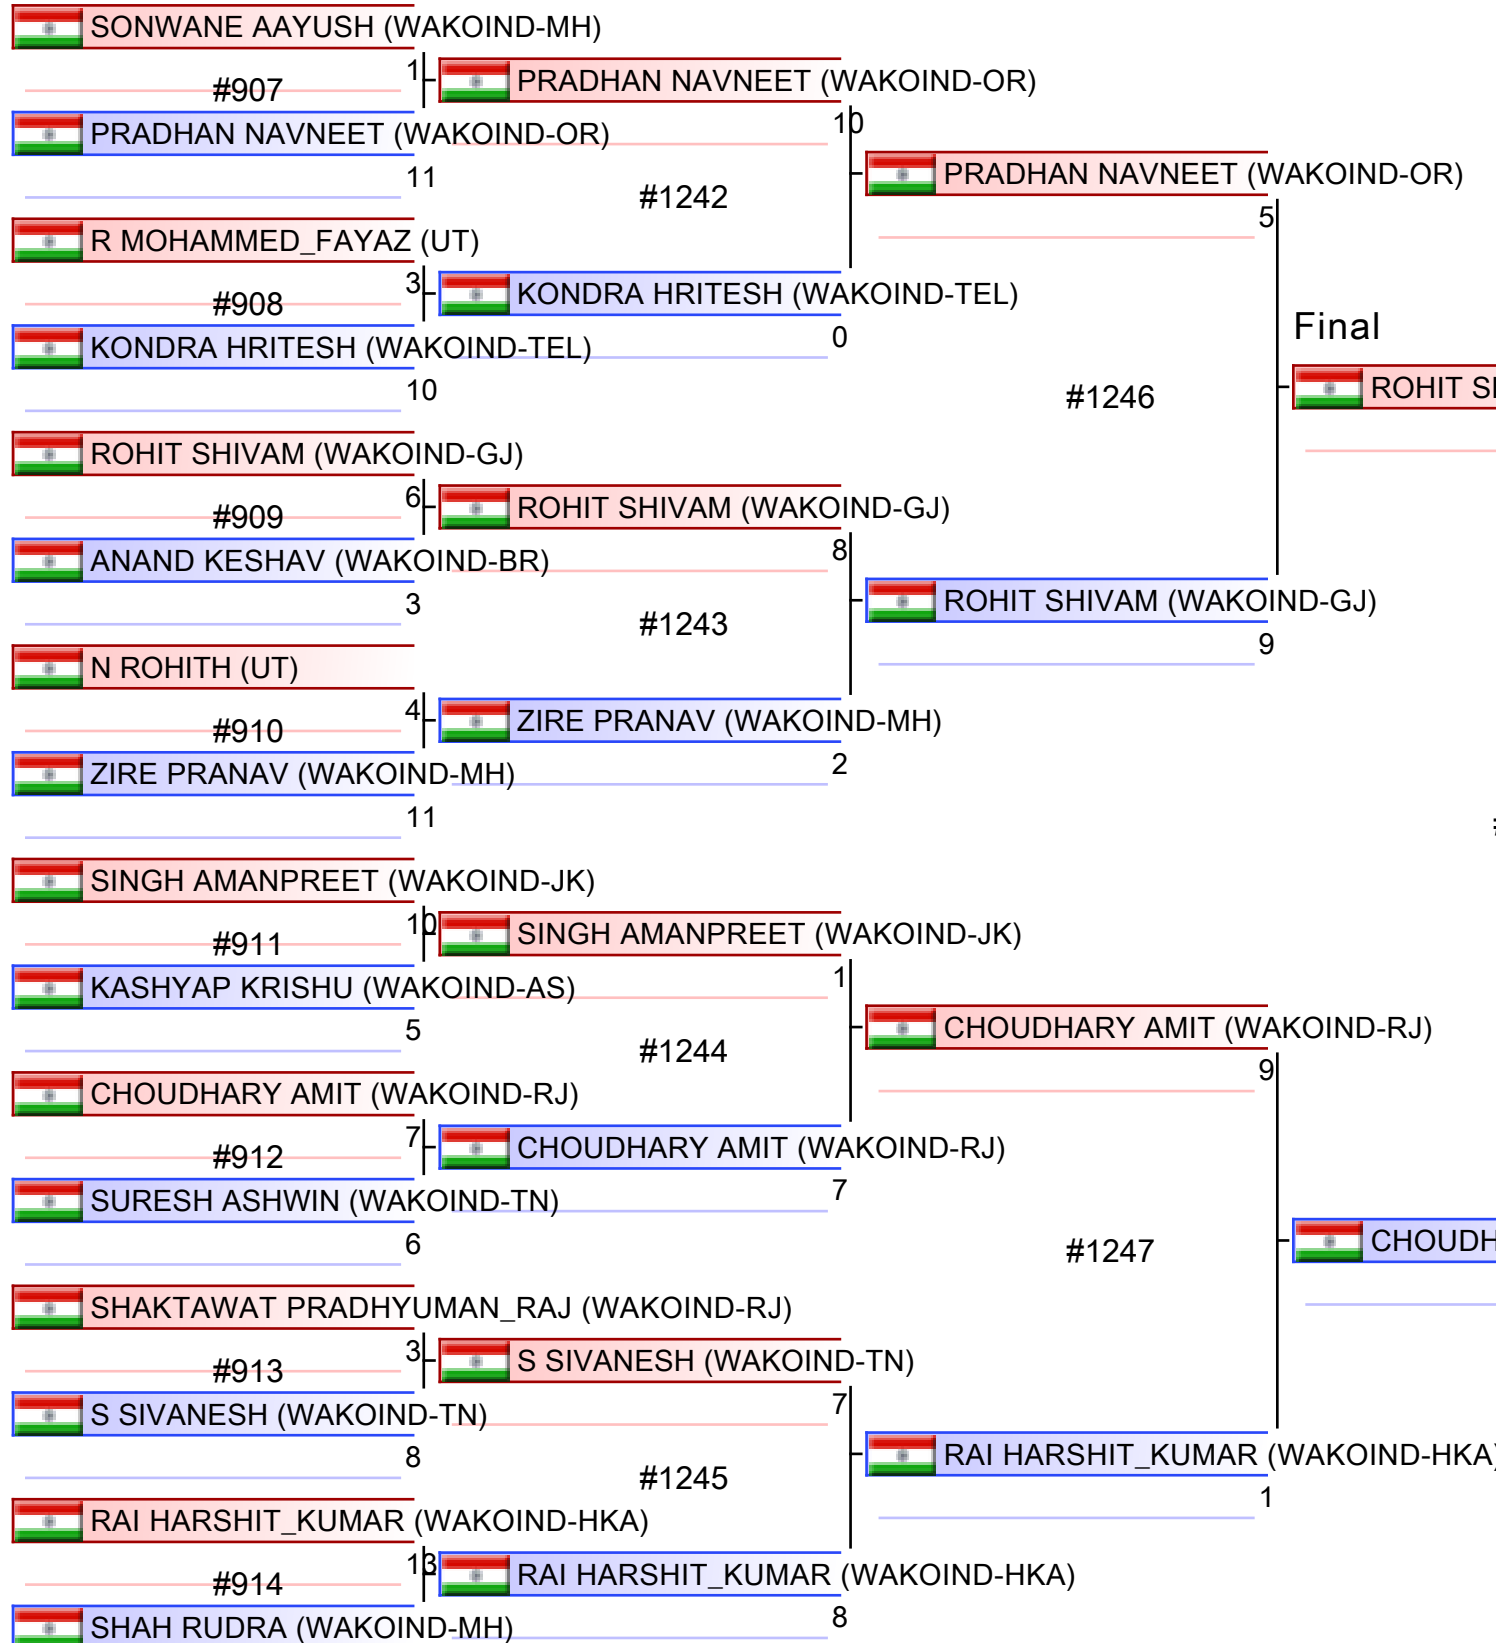 SONWANE AAYUSH (WAKOIND-MH)
1
#907
PRADHAN NAVNEET (WAKOIND-OR)
11
R MOHAMMED_FAYAZ (UT)
3
#908
KONDRA HRITESH (WAKOIND-TEL)
10
ROHIT SHIVAM (WAKOIND-GJ)
6
#909
ANAND KESHAV (WAKOIND-BR)
3
N ROHITH (UT)
4
#910
ZIRE PRANAV (WAKOIND-MH)
11
SINGH AMANPREET (WAKOIND-JK)
10
#911
KASHYAP KRISHU (WAKOIND-AS)
5
CHOUDHARY AMIT (WAKOIND-RJ)
7
#912
SURESH ASHWIN (WAKOIND-TN)
6
SHAKTAWAT PRADHYUMAN_RAJ (WAKOIND-RJ)
3
#913
S SIVANESH (WAKOIND-TN)
8
RAI HARSHIT_KUMAR (WAKOIND-HKA)
13
#914
SHAH RUDRA (WAKOIND-MH)
PRADHAN NAVNEET (WAKOIND-OR)
10
#1242
KONDRA HRITESH (WAKOIND-TEL)
0
ROHIT SHIVAM (WAKOIND-GJ)
8
#1243
ZIRE PRANAV (WAKOIND-MH)
2
SINGH AMANPREET (WAKOIND-JK)
1
#1244
CHOUDHARY AMIT (WAKOIND-RJ)
7
S SIVANESH (WAKOIND-TN)
7
#1245
RAI HARSHIT_KUMAR (WAKOIND-HKA)
8
PRADHAN NAVNEET (WAKOIND-OR)
5
#1246
ROHIT SHIVAM (WAKOIND-GJ)
9
CHOUDHARY AMIT (WAKOIND-RJ)
9
#1247
RAI HARSHIT_KUMAR (WAKOIND-HKA)
1
Final
ROHIT
CHOUDH